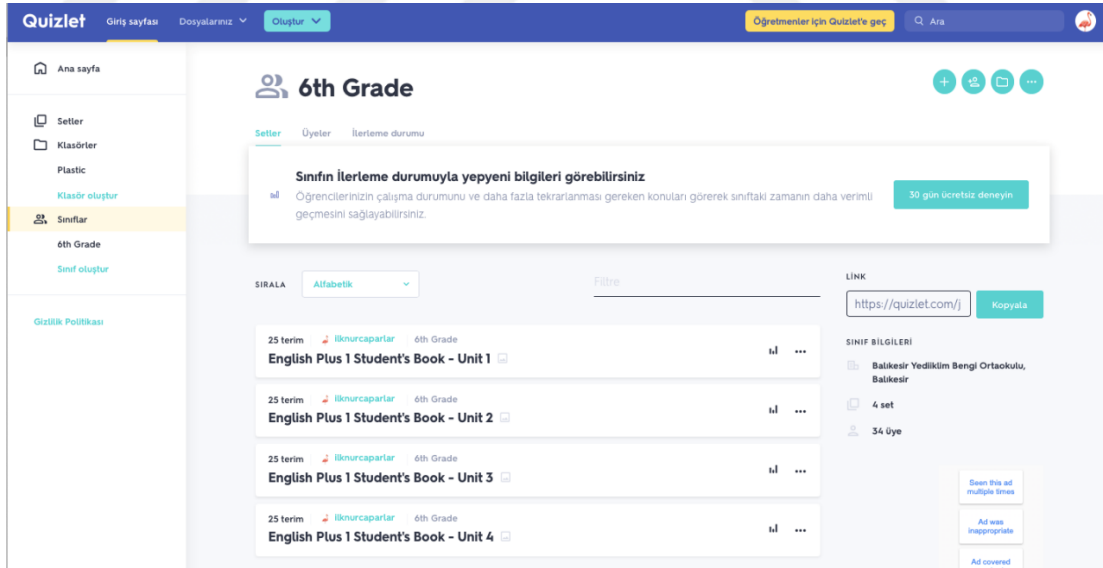 Quizlet
Giriş sayfası
Dosyalarınız
Oluştur
Öğretmenler için Quizlet'e geç
Ara
Ana sayfa
Setler
Klasörler
Plastic
Klasör oluştur
Sınıflar
6th Grade
Sınıf oluştur
Gizlilik Politikası
6th Grade
Setler
Üyeler
İlerleme durumu
Sınıfın İlerleme durumuyla yepyeni bilgileri görebilirsiniz
Öğrencilerinizin çalışma durumunu ve daha fazla tekrarlanması gereken konuları görerek sınıftaki zamanın daha verimli
geçmesini sağlayabilirsiniz.
30 gün ücretsiz deneyin
SIRALA
Alfabetik
Filtre
25 terim ilknurcaparlar 6th Grade
English Plus 1 Student's Book - Unit 1
25 terim ilknurcaparlar 6th Grade
English Plus 1 Student's Book - Unit 2
25 terim ilknurcaparlar 6th Grade
English Plus 1 Student's Book - Unit 3
25 terim ilknurcaparlar 6th Grade
English Plus 1 Student's Book - Unit 4
LİNK
https://quizlet.com/j
Kopyala
SINIF BİLGİLERİ
Balıkesir Yediiklim Bengi Ortaokulu,
Balıkesir
4 set
34 üye
Seen this ad
multiple times
Ad was
inappropriate
Ad covered